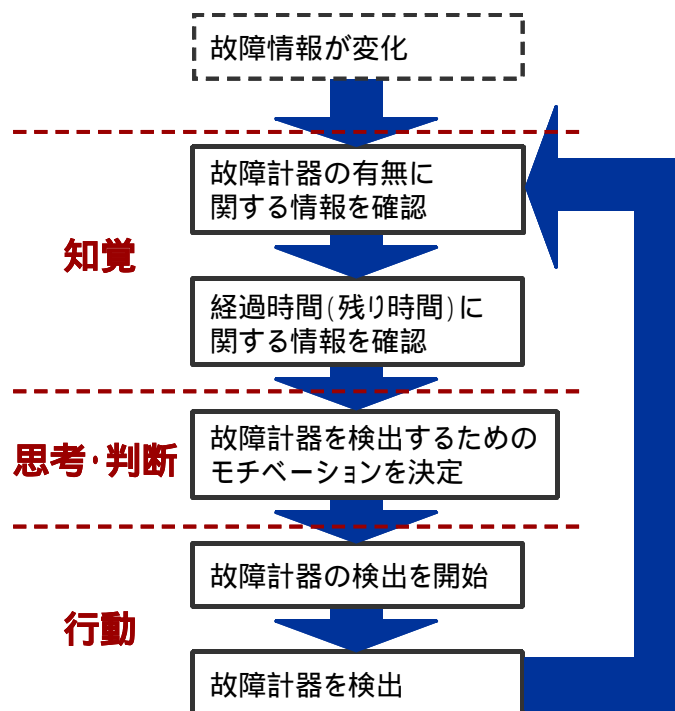 故障情報が変化
故障計器の有無に
関する情報を確認
知覚
経過時間(残り時間)に
関する情報を確認
故障計器を検出するための
モチベーションを決定
思考・判断
故障計器の検出を開始
行動
故障計器を検出